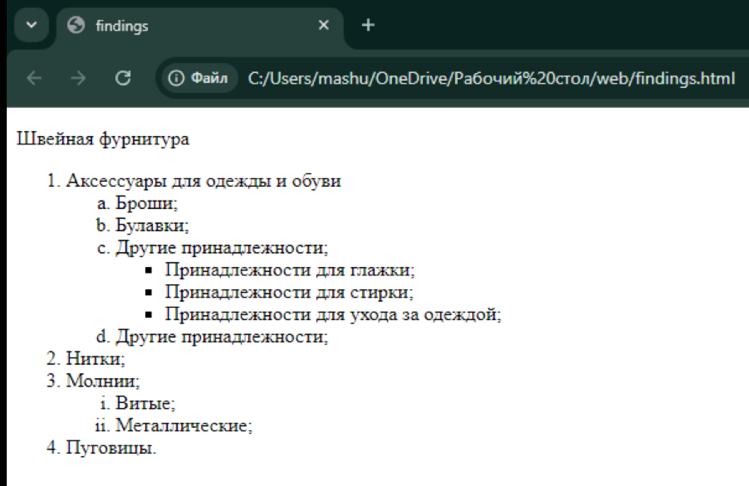 findings
Файл C:/Users/mashu/OneDrive/Рабочий%20стол/web/findings.html
Швейная фурнитура
1. Аксессуары для одежды и обуви
a. Броши;
b. Булавки;
c. Другие принадлежности;
▪ Принадлежности для глажки;
▪ Принадлежности для стирки;
▪ Принадлежности для ухода за одеждой;
d. Другие принадлежности;
2. Нитки;
3. Молнии;
i. Витые;
ii. Металлические;
4. Пуговицы.